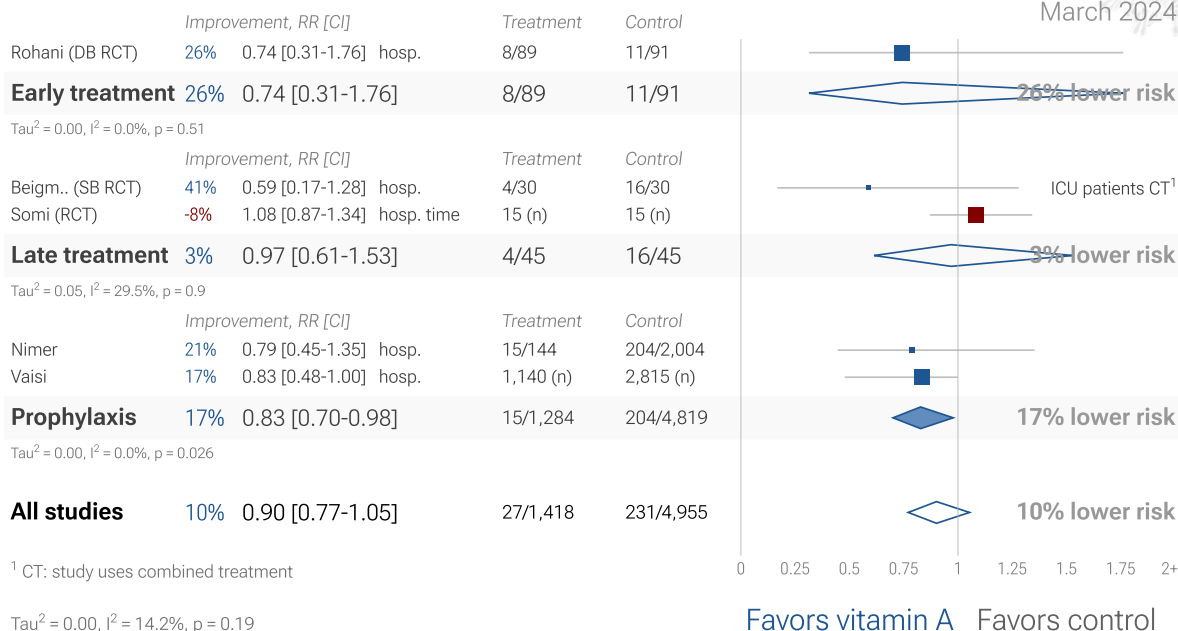 March 2024
Improvement, RR [CI] Treatment Control
Rohani (DB RCT) 26% 0.74 [0.31-1.76] hosp. 8/89 11/91
Early treatment 26% 0.74 [0.31-1.76] 8/89 11/91 26% lower risk
Tau² = 0.00, I² = 0.0%, p = 0.51
Improvement, RR [CI] Treatment Control
Beigm.. (SB RCT) 41% 0.59 [0.17-1.28] hosp. 4/30 16/30 ICU patients CT¹
Somi (RCT) -8% 1.08 [0.87-1.34] hosp. time 15 (n) 15 (n)
Late treatment 3% 0.97 [0.61-1.53] 4/45 16/45 3% lower risk
Tau² = 0.05, I² = 29.5%, p = 0.9
Improvement, RR [CI] Treatment Control
Nimer 21% 0.79 [0.45-1.35] hosp. 15/144 204/2,004
Vaisi 17% 0.83 [0.48-1.00] hosp. 1,140 (n) 2,815 (n)
Prophylaxis 17% 0.83 [0.70-0.98] 15/1,284 204/4,819 17% lower risk
Tau² = 0.00, I² = 0.0%, p = 0.026
All studies 10% 0.90 [0.77-1.05] 27/1,418 231/4,955 10% lower risk
¹ CT: study uses combined treatment
0 0.25 0.5 0.75 1 1.25 1.5 1.75 2+
Tau² = 0.00, I² = 14.2%, p = 0.19
Favors vitamin A Favors control